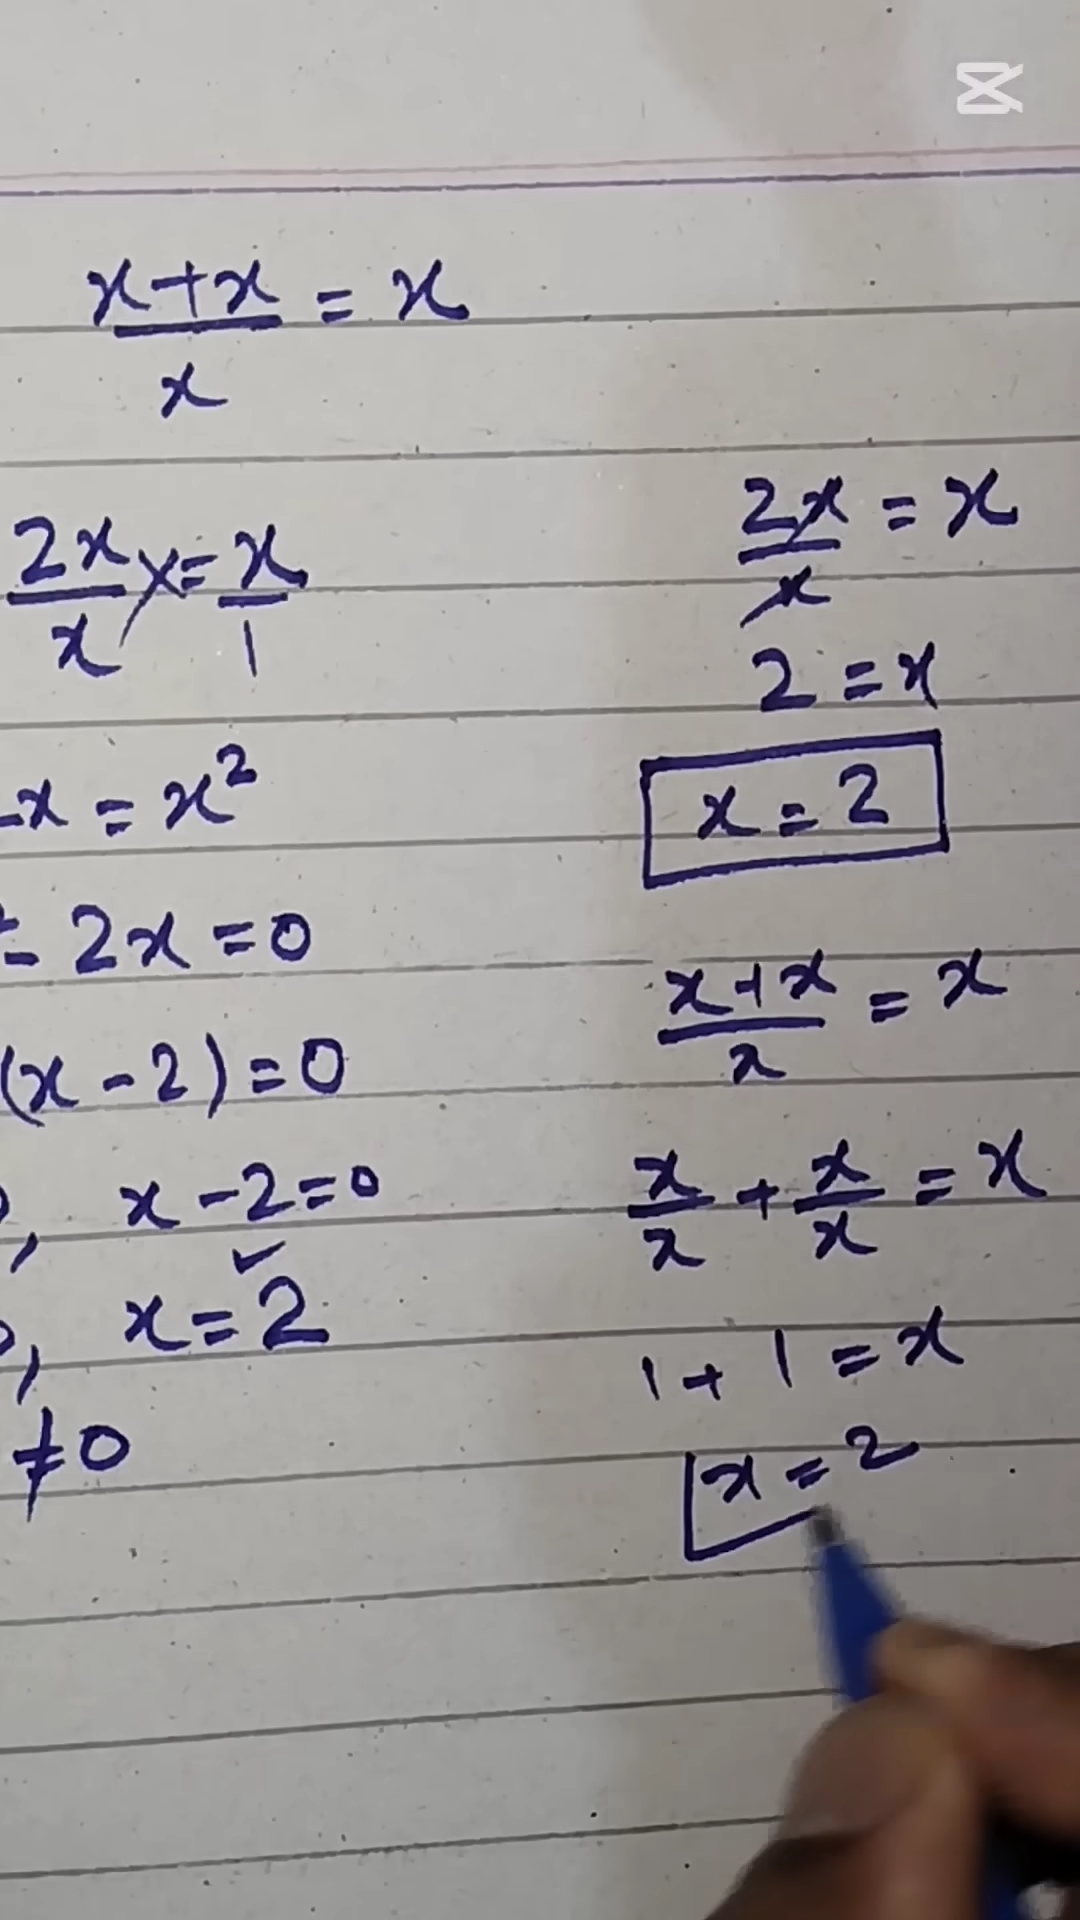 x+x/x = x
2x/x = x/1
-x = x²
- 2x = 0
(x - 2) = 0
, x - 2 = 0
, x = 2
≠ 0
2x/x = x
2 = x
x = 2
x+x/x = x
x/x + x/x = x
1 + 1 = x
x = 2